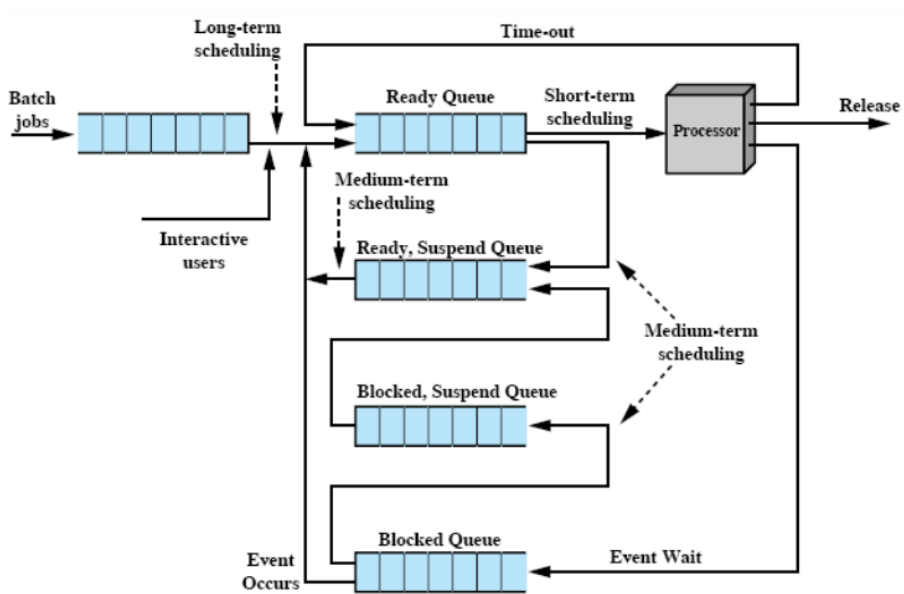 Long-term
scheduling
Time-out
Batch
jobs
Ready Queue
Short-term
scheduling
Processor
Release
Medium-term
scheduling
Interactive
users
Ready, Suspend Queue
Medium-term
scheduling
Blocked, Suspend Queue
Blocked Queue
Event
Occurs
Event Wait